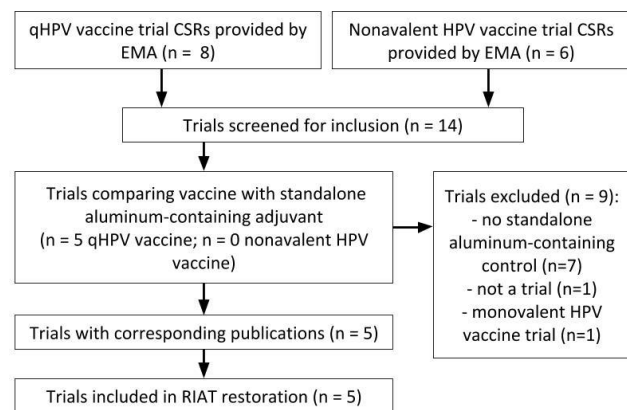 qHPV vaccine trial CSRs provided by
EMA (n =  8)
Nonavalent HPV vaccine trial CSRs
provided by EMA (n = 6)
Trials screened for inclusion (n = 14)
Trials comparing vaccine with standalone
aluminum-containing adjuvant
(n = 5 qHPV vaccine; n = 0 nonavalent HPV
vaccine)
Trials excluded (n = 9):
- no standalone
aluminum-containing
control (n=7)
- not a trial (n=1)
- monovalent HPV
vaccine trial (n=1)
Trials with corresponding publications (n = 5)
Trials included in RIAT restoration (n = 5)